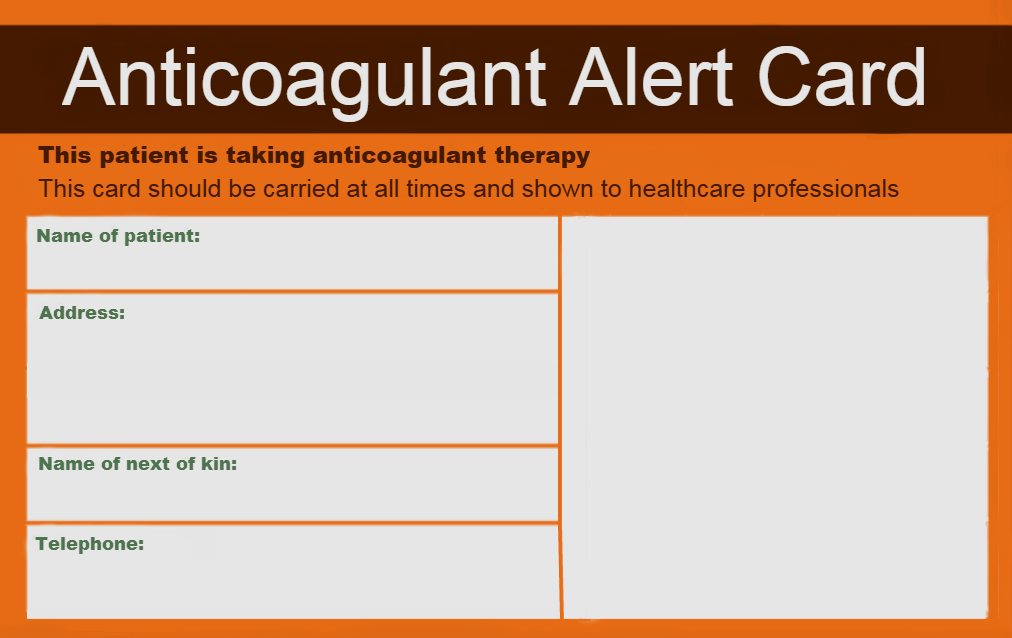 Anticoagulant Alert Card
This patient is taking anticoagulant therapy
This card should be carried at all times and shown to healthcare professionals
Name of patient:
Address:
Name of next of kin:
Telephone: